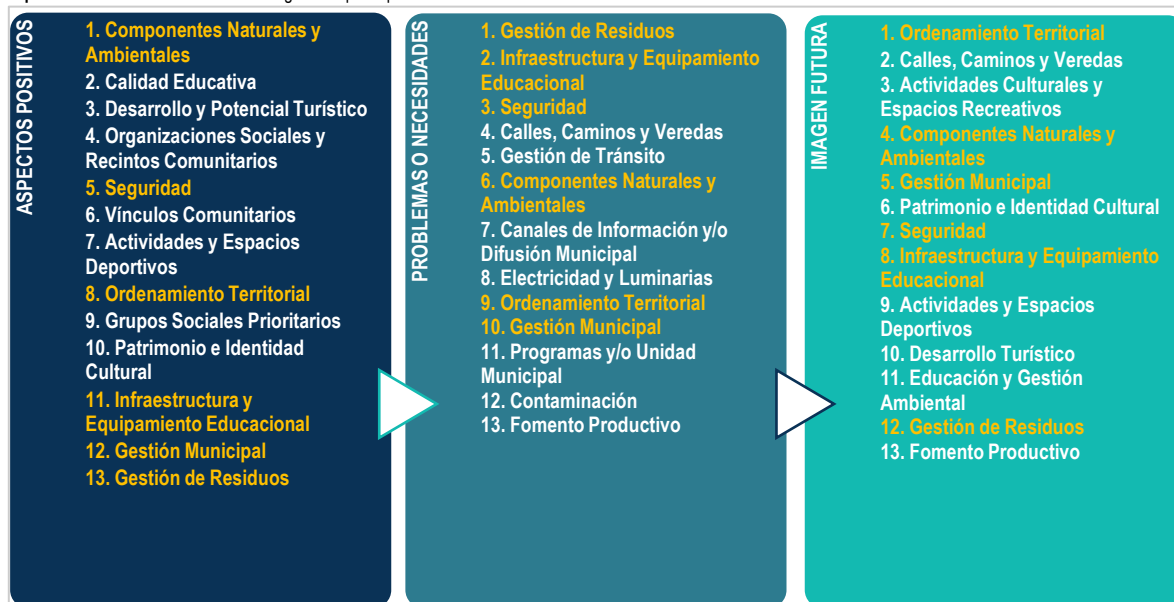 ASPECTOS POSITIVOS
1. Componentes Naturales y
Ambientales
2. Calidad Educativa
3. Desarrollo y Potencial Turístico
4. Organizaciones Sociales y
Recintos Comunitarios
5. Seguridad
6. Vínculos Comunitarios
7. Actividades y Espacios
Deportivos
8. Ordenamiento Territorial
9. Grupos Sociales Prioritarios
10. Patrimonio e Identidad
Cultural
11. Infraestructura y
Equipamiento Educacional
12. Gestión Municipal
13. Gestión de Residuos
PROBLEMAS O NECESIDADES
1. Gestión de Residuos
2. Infraestructura y Equipamiento
Educacional
3. Seguridad
4. Calles, Caminos y Veredas
5. Gestión de Tránsito
6. Componentes Naturales y
Ambientales
7. Canales de Información y/o
Difusión Municipal
8. Electricidad y Luminarias
9. Ordenamiento Territorial
10. Gestión Municipal
11. Programas y/o Unidad
Municipal
12. Contaminación
13. Fomento Productivo
IMAGEN FUTURA
1. Ordenamiento Territorial
2. Calles, Caminos y Veredas
3. Actividades Culturales y
Espacios Recreativos
4. Componentes Naturales y
Ambientales
5. Gestión Municipal
6. Patrimonio e Identidad Cultural
7. Seguridad
8. Infraestructura y Equipamiento
Educacional
9. Actividades y Espacios
Deportivos
10. Desarrollo Turístico
11. Educación y Gestión
Ambiental
12. Gestión de Residuos
13. Fomento Productivo